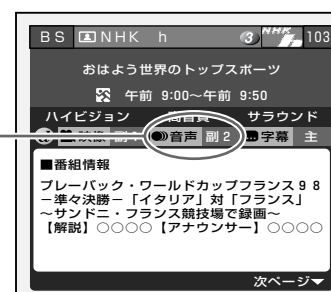 BS NHK h 3 NHK h 103
おはよう世界のトップスポーツ
午前 9:00~午前 9:50
ハイビジョン 高音質 サラウンド
映像 副1 音声 副2 字幕 主
■番組情報
プレーバック・ワールドカップフランス98
−準々決勝−「イタリア」対「フランス」
~サンドニ・フランス競技場で録画~
【解説】○○○○【アナウンサー】○○○○
次ページ▼